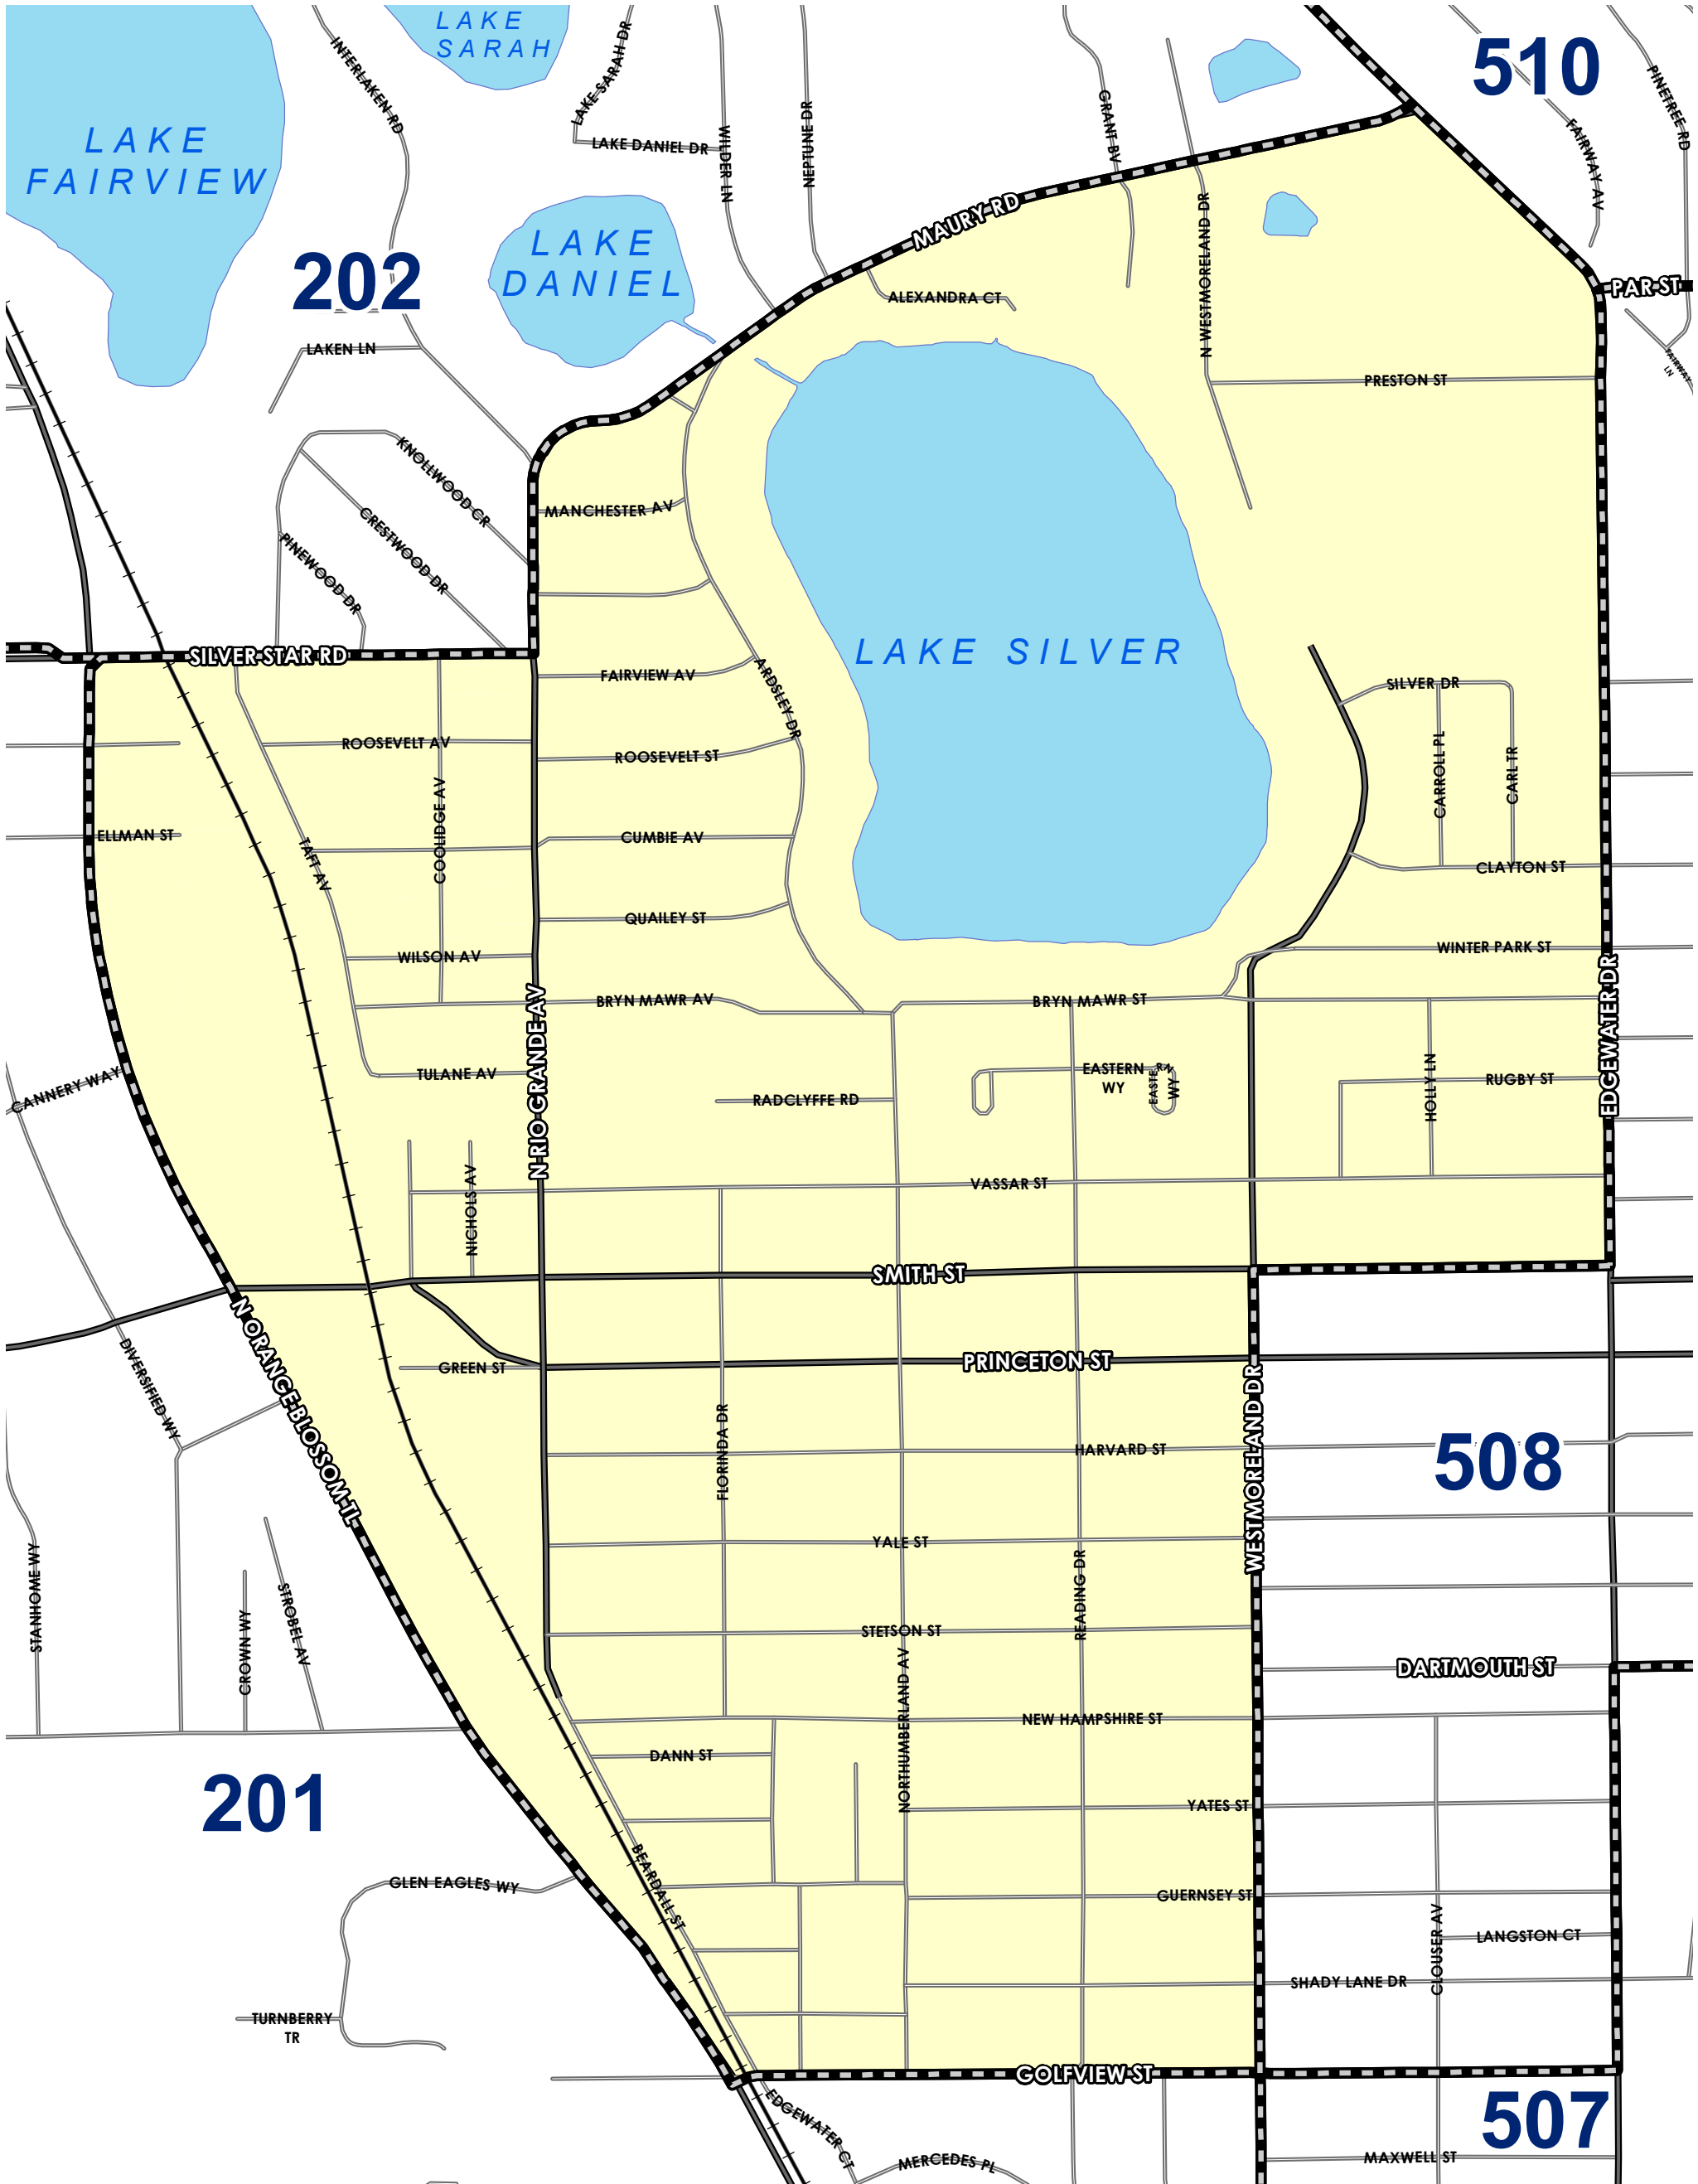 LAKE
SARAH
510
INTERLAKEN RD
LAKE SARAH DR
PINETREE RD
LAKE
FAIRVIEW
LAKE DANIEL DR
WILDER LN
NEPTUNE DR
GRANT BV
FAIRWAY AV
202
LAKE
DANIEL
MAURY RD
N WESTMORELAND DR
PAR ST
ALEXANDRA CT
LAKEN LN
FAIRWAY
LN
PRESTON ST
KNOLLWOOD CR
CRESTWOOD DR
PINEWOOD DR
MANCHESTER AV
SILVER STAR RD
LAKE SILVER
FAIRVIEW AV
ARDSLEY DR
SILVER DR
ROOSEVELT AV
ROOSEVELT ST
COOLIDGE AV
CARROLL PL
CARL TR
ELLMAN ST
TAFT AV
CUMBIE AV
CLAYTON ST
QUAILEY ST
WILSON AV
WINTER PARK ST
BRYN MAWR AV
BRYN MAWR ST
N RIO GRANDE AV
EDGEWATER DR
CANNERY WAY
TULANE AV
RADCLYFFE RD
EASTERN
WY
EASTERN
WY
HOLLY LN
RUGBY ST
NICHOLS AV
VASSAR ST
SMITH ST
N ORANGE BLOSSOM TL
DIVERSIFIED WY
GREEN ST
PRINCETON ST
WESTMORELAND DR
FLORINDA DR
HARVARD ST
508
YALE ST
STANHOME WY
CROWN WY
STROBEL AV
READING DR
STETSON ST
NORTHUMBERLAND AV
DARTMOUTH ST
NEW HAMPSHIRE ST
DANN ST
201
YATES ST
BEARDALL ST
GLEN EAGLES WY
GUERNSEY ST
CLOUSER AV
LANGSTON CT
SHADY LANE DR
TURNBERRY
TR
GOLFVIEW ST
EDGEWATER CT
507
MERCEDES PL
MAXWELL ST